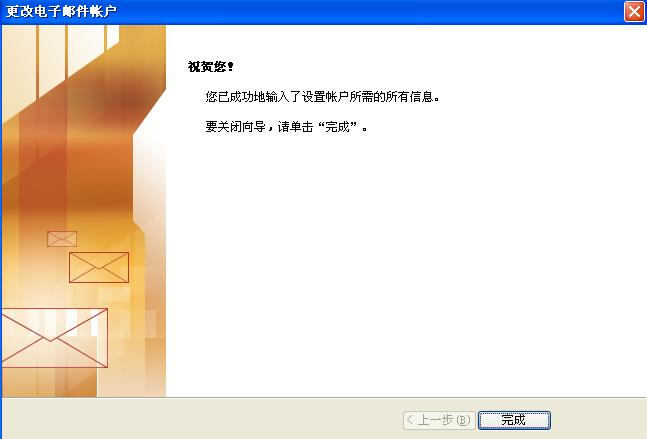 更改电子邮件帐户
祝贺您!
您已成功地输入了设置帐户所需的所有信息。
要关闭向导，请单击“完成”。
< 上一步(B)
完成